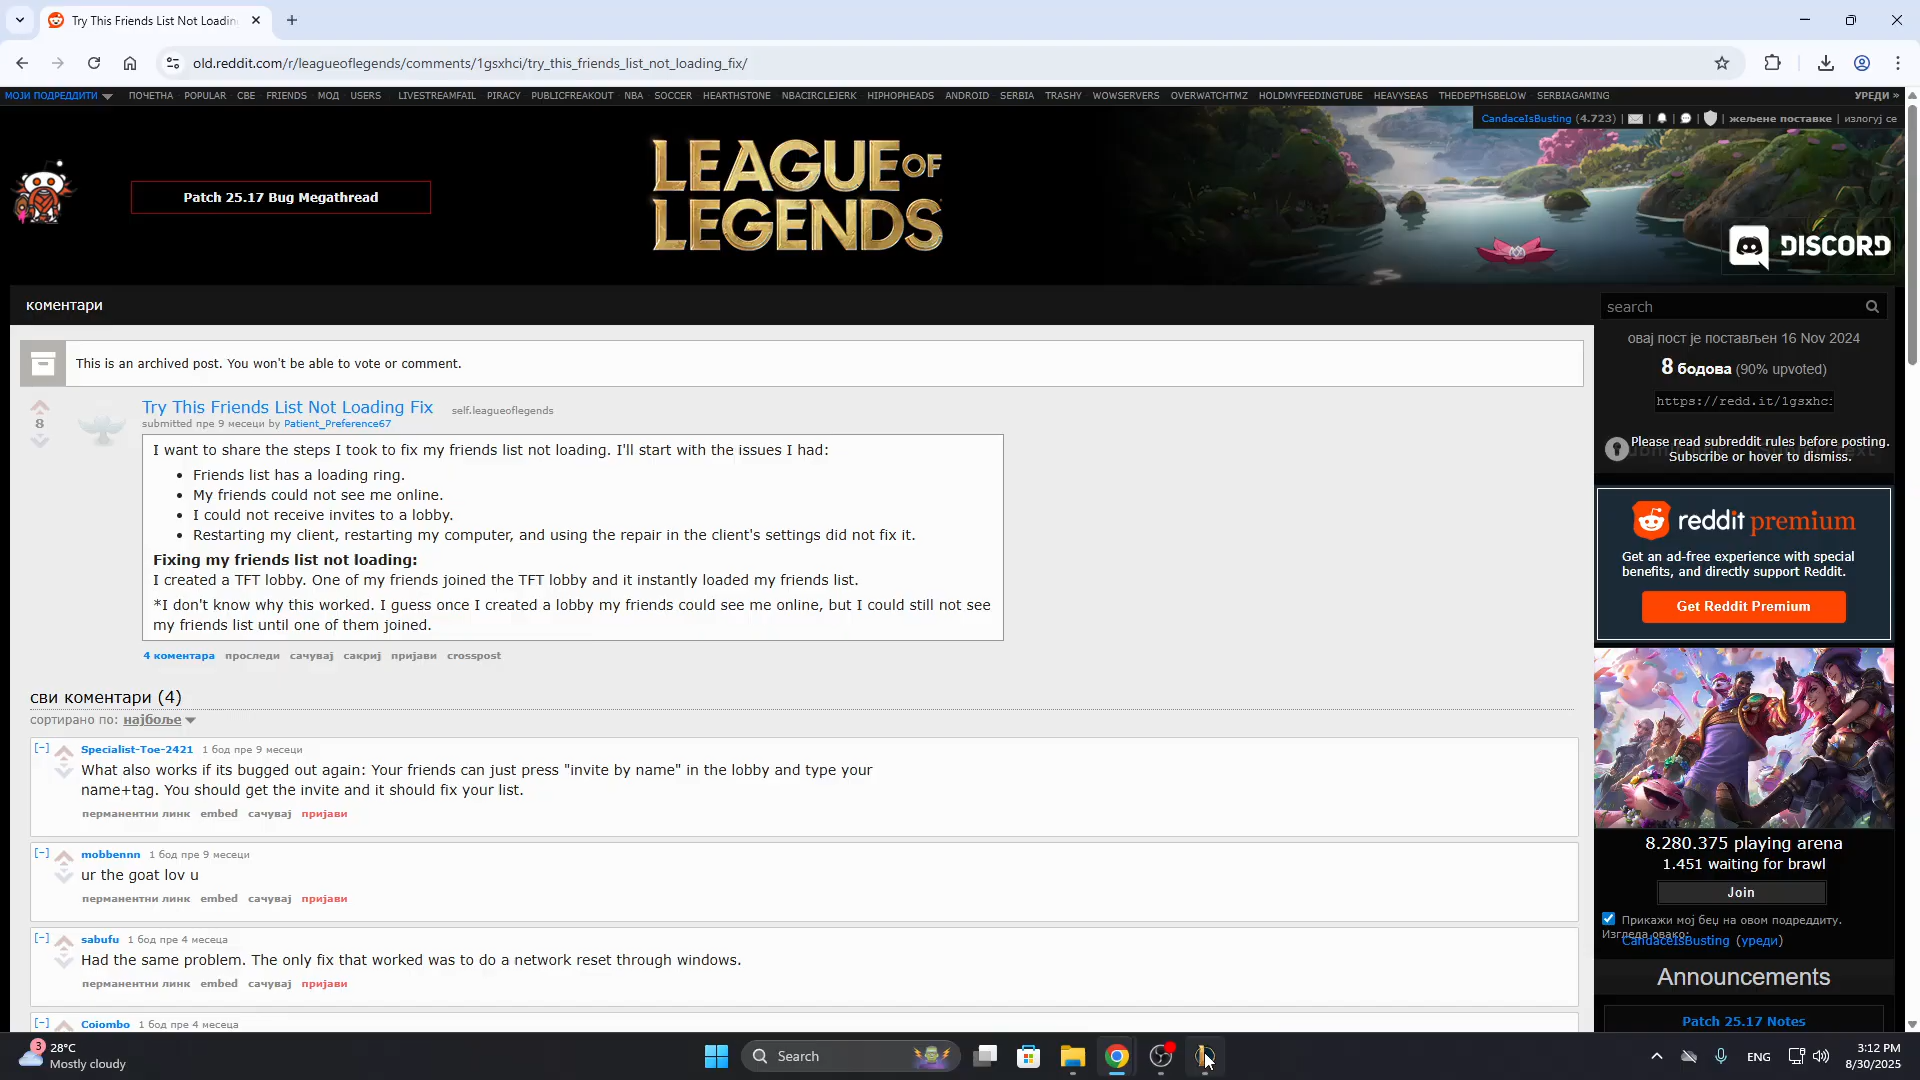 Try This Friends List Not Loadin
old.reddit.com/r/leagueoflegends/comments/1gsxhci/try_this_friends_list_not_loading_fix/
МОЈИ ПОДРЕДДИТИ ПОЧЕТНА POPULAR СВЕ FRIENDS МОД USERS LIVESTREAMFAIL PIRACY PUBLICFREAKOUT NBA SOCCER HEARTHSTONE NBACIRCLEJERK HIPHOPHEADS ANDROID SERBIA TRASHY WOWSERVERS OVERWATCHTMZ HOLDMYFEEDINGTUBE HEAVYSEAS THEDEPTHSBELOW SERBIAGAMING УРЕДИ »
CandaceIsBusting (4.723) | | | | | жељене поставке | излогуј се
LEAGUE OF
LEGENDS
Patch 25.17 Bug Megathread
DISCORD
коментари
search
This is an archived post. You won't be able to vote or comment.
овај пост је постављен 16 Nov 2024
8 бодова (90% upvoted)
https://redd.it/1gsxhc
Please read subreddit rules before posting.
Subscribe or hover to dismiss.
8
Try This Friends List Not Loading Fix self.leagueoflegends
submitted пре 9 месеци by Patient_Preference67
I want to share the steps I took to fix my friends list not loading. I'll start with the issues I had:
• Friends list has a loading ring.
• My friends could not see me online.
• I could not receive invites to a lobby.
• Restarting my client, restarting my computer, and using the repair in the client's settings did not fix it.
Fixing my friends list not loading:
I created a TFT lobby. One of my friends joined the TFT lobby and it instantly loaded my friends list.
*I don't know why this worked. I guess once I created a lobby my friends could see me online, but I could still not see
my friends list until one of them joined.
4 коментара проследи сачувај сакриј пријави crosspost
reddit premium
Get an ad-free experience with special
benefits, and directly support Reddit.
Get Reddit Premium
сви коментари (4)
сортирано по: најбоље
[–] Specialist-Toe-2421 1 бод пре 9 месеци
What also works if its bugged out again: Your friends can just press "invite by name" in the lobby and type your
name+tag. You should get the invite and it should fix your list.
перманентни линк embed сачувај пријави
[–] mobbennn 1 бод пре 9 месеци
ur the goat lov u
перманентни линк embed сачувај пријави
[–] sabufu 1 бод пре 4 месеца
Had the same problem. The only fix that worked was to do a network reset through windows.
перманентни линк embed сачувај пријави
[–] Coiombo 1 бод пре 4 месеца
8.280.375 playing arena
1.451 waiting for brawl
Join
Прикажи мој беџ на овом подреддиту.
Изгледа овако:
CandaceIsBusting (уреди)
Announcements
Patch 25.17 Notes
3
28°C
Mostly cloudy
Search
ENG
3:12 PM
8/30/2025